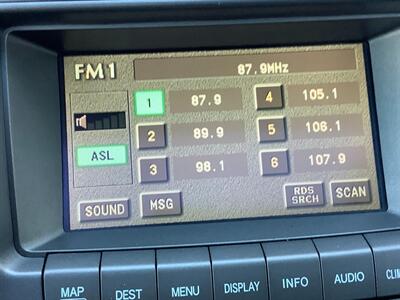 FM1
87.9MHz
1 87.9
4 105.1
2 89.9
5 106.1
ASL
3 98.1
6 107.9
SOUND
MSG
RDS
SRCH
SCAN
MAP
DEST
MENU
DISPLAY
INFO
AUDIO